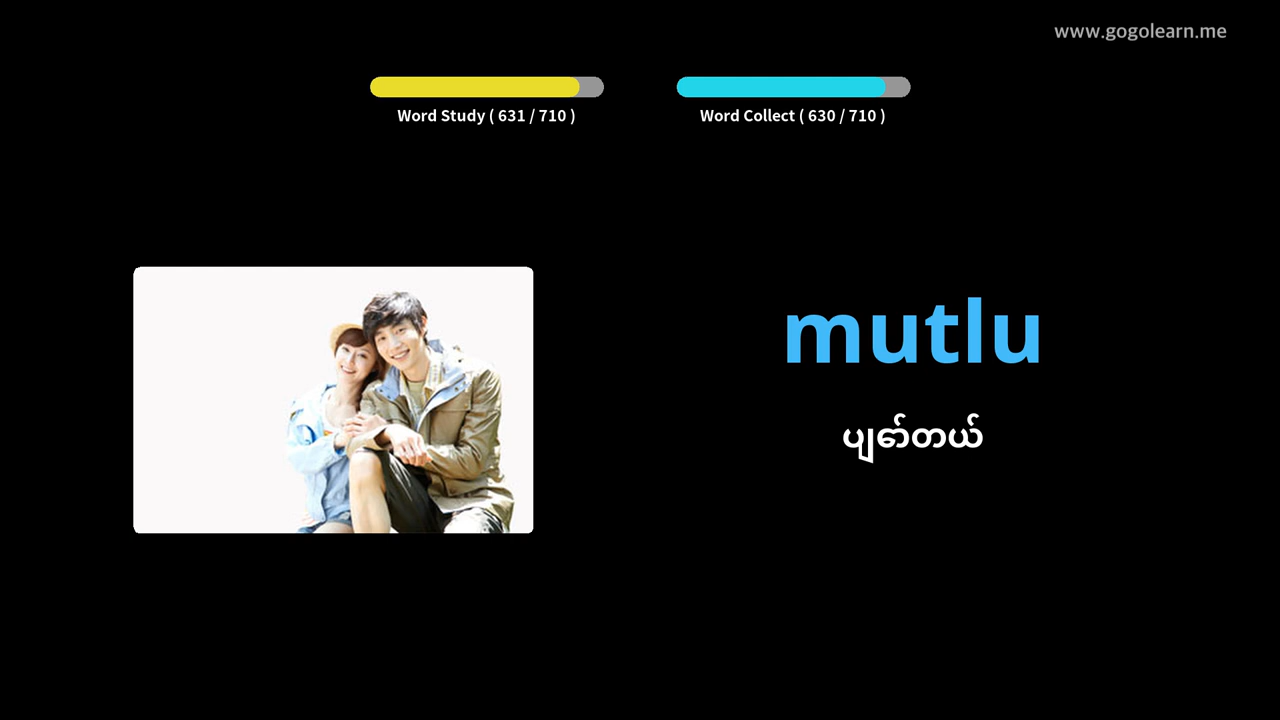 www.gogolearn.me
Word Study ( 631 / 710 )
Word Collect ( 630 / 710 )
mutlu
ပျော်တယ်